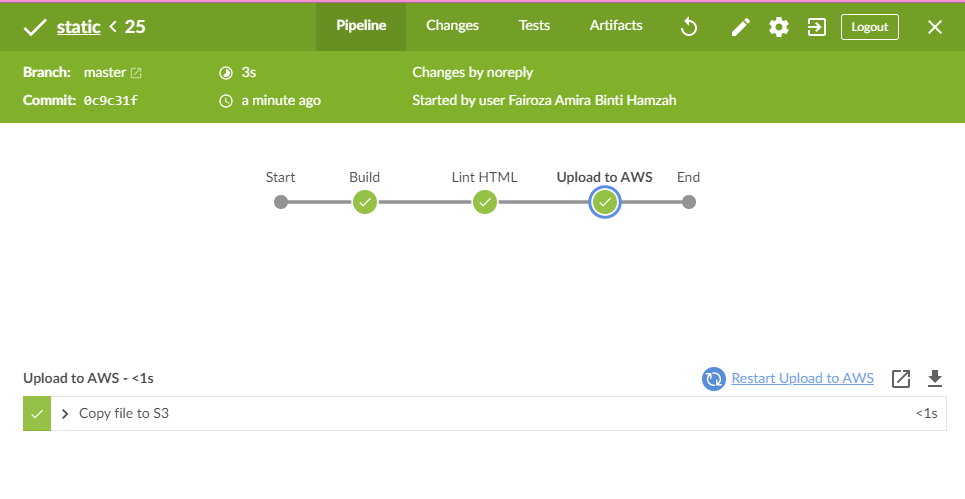 static < 25 Pipeline Changes Tests Artifacts Logout
Branch: master 3s Changes by noreply
Commit: 0c9c31f a minute ago Started by user Fairoza Amira Binti Hamzah
Start Build Lint HTML Upload to AWS End
Upload to AWS - <1s Restart Upload to AWS
Copy file to S3 <1s